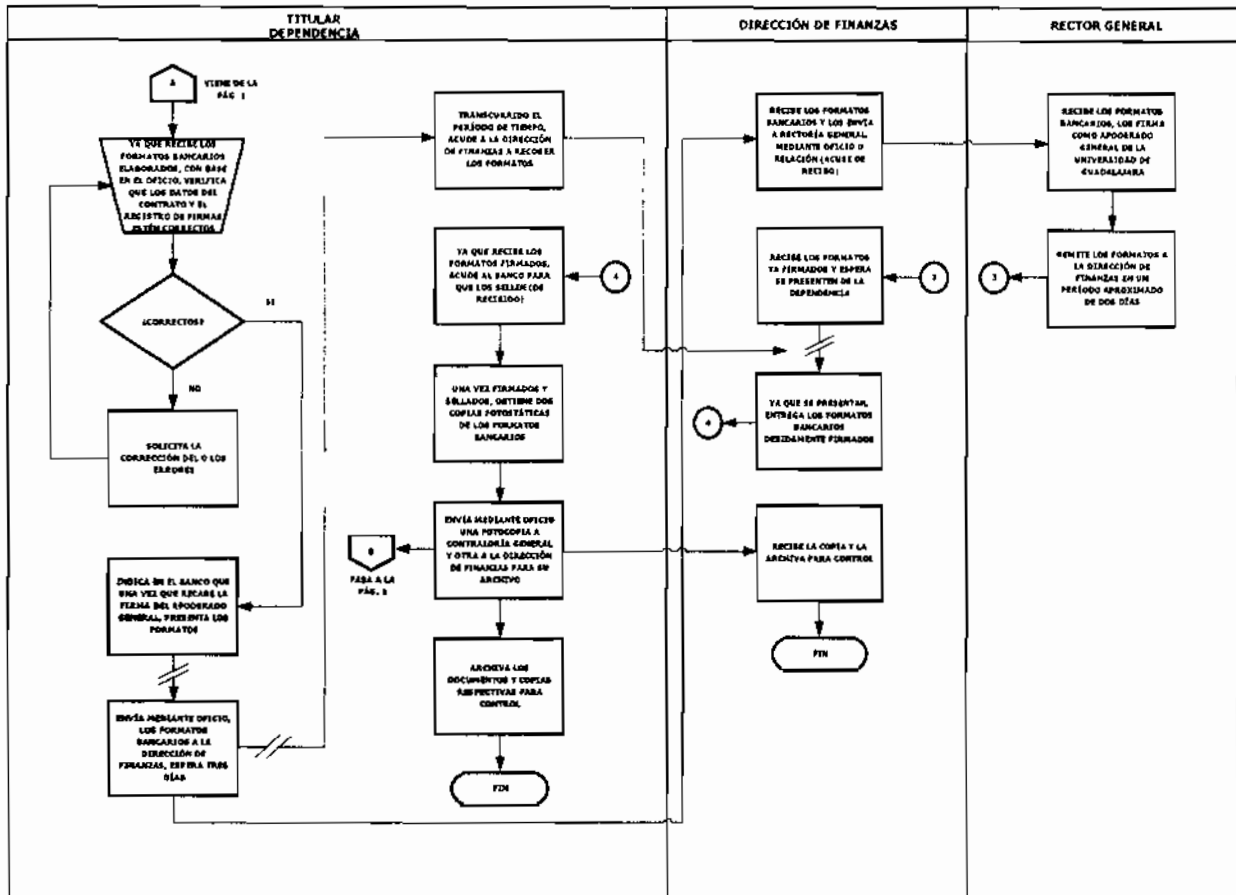 TITULAR
DEPENDENCIA
DIRECCIÓN DE FINANZAS
RECTOR GENERAL
A
VIENE DE LA
PÁG. 1
YA QUE RECIBE LOS
FORMATOS BANCARIOS
ELABORADOS, CON BASE
EN EL OFICIO, VERIFICA
QUE LOS DATOS DEL
CONTRATO Y EL
REGISTRO DE FIRMAS
ESTÉN CORRECTOS
¿CORRECTOS?
SI
NO
SOLICITA LA
CORRECCIÓN DEL O LOS
ERRORES
INDICA EN EL BANCO QUE
UNA VEZ QUE RECABE LA
FIRMA DEL APODERADO
GENERAL, PRESENTA LOS
FORMATOS
ENVÍA MEDIANTE OFICIO,
LOS FORMATOS
BANCARIOS A LA
DIRECCIÓN DE
FINANZAS, ESPERA TRES
DÍAS
TRANSCURRIDO EL
PERÍODO DE TIEMPO,
ACUDE A LA DIRECCIÓN
DE FINANZAS A RECOGER
LOS FORMATOS
YA QUE RECIBE LOS
FORMATOS FIRMADOS,
ACUDE AL BANCO PARA
QUE LOS SELLEN (DE
RECIBIDO)
4
UNA VEZ FIRMADOS Y
SELLADOS, OBTIENE DOS
COPIAS FOTOSTÁTICAS
DE LOS FORMATOS
BANCARIOS
ENVÍA MEDIANTE OFICIO
UNA FOTOCOPIA A
CONTRALORÍA GENERAL
Y OTRA A LA DIRECCIÓN
DE FINANZAS PARA SU
ARCHIVO
B
PASA A LA
PÁG.
ARCHIVA LOS
DOCUMENTOS Y COPIAS
RESPECTIVAS PARA
CONTROL
FIN
RECIBE LOS FORMATOS
BANCARIOS Y LOS ENVÍA
A RECTORÍA GENERAL
MEDIANTE OFICIO O
RELACIÓN (ACUSE DE
RECIBO)
RECIBE LOS FORMATOS
YA FIRMADOS Y ESPERA
SE PRESENTEN DE LA
DEPENDENCIA
3
YA QUE SE PRESENTAN,
ENTREGA LOS FORMATOS
BANCARIOS
DEBIDAMENTE FIRMADOS
4
RECIBE LA COPIA Y LA
ARCHIVA PARA CONTROL
FIN
RECIBE LOS FORMATOS
BANCARIOS, LOS FIRMA
COMO APODERADO
GENERAL DE LA
UNIVERSIDAD DE
GUADALAJARA
REMITE LOS FORMATOS A
LA DIRECCIÓN DE
FINANZAS EN UN
PERÍODO APROXIMADO
DE DOS DÍAS
3